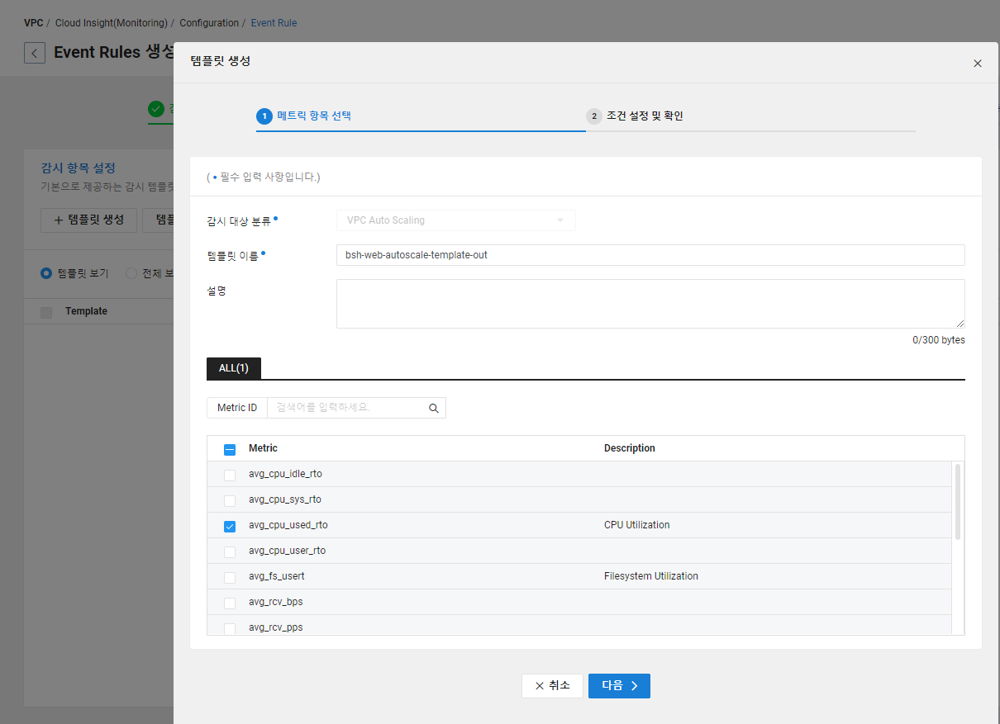 VPC / Cloud Insight(Monitoring) / Configuration / Event Rule
Event Rules 생성
감시 항목 설정
기본으로 제공하는 감시 템플릿
+ 템플릿 생성
템플
템플릿 보기 전체 보
Template
템플릿 생성
1 메트릭 항목 선택
2 조건 설정 및 확인
( • 필수 입력 사항입니다.)
감시 대상 분류 VPC Auto Scaling
템플릿 이름 bsh-web-autoscale-template-out
설명
0/300 bytes
ALL(1)
Metric ID 검색어를 입력하세요.
Metric Description
avg_cpu_idle_rto
avg_cpu_sys_rto
avg_cpu_used_rto CPU Utilization
avg_cpu_user_rto
avg_fs_usert Filesystem Utilization
avg_rcv_bps
avg_rcv_pps
취소 다음